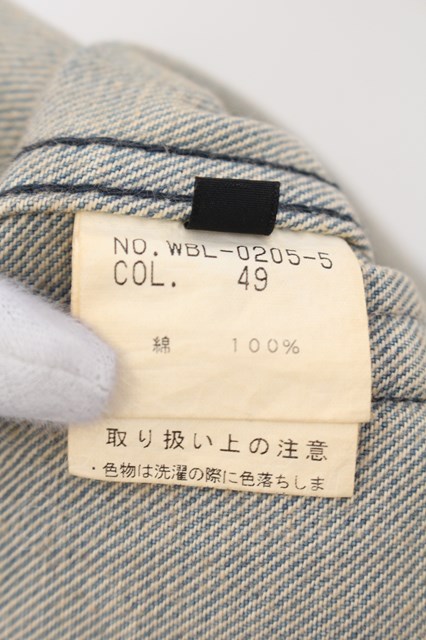 NO.WBL-0205-5
COL. 49
綿 100%
取り扱い上の注意
・色物は洗濯の際に色落ちしま